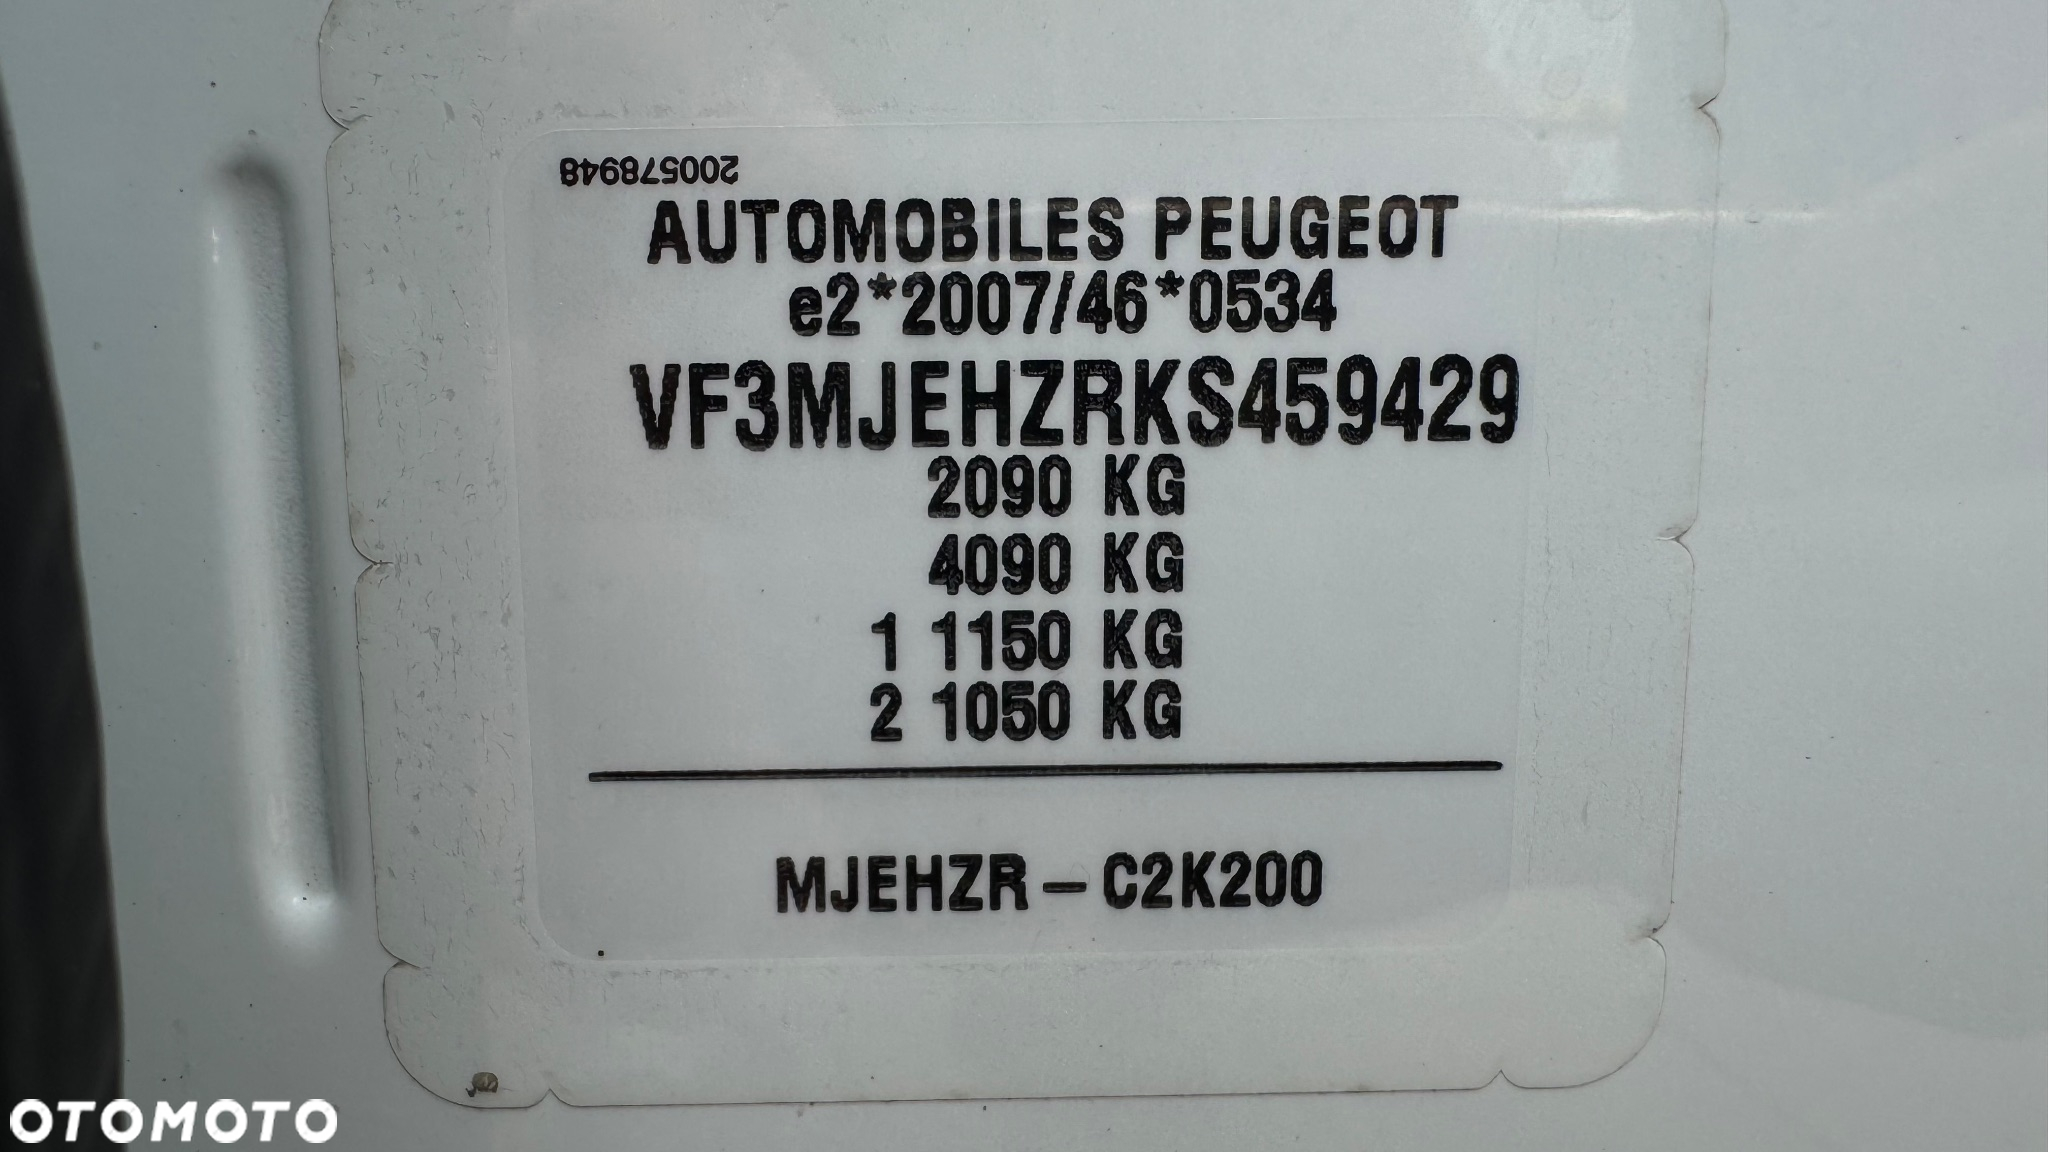 200578948
AUTOMOBILES PEUGEOT
e2*2007/46*0534
VF3MJEHZRKS459429
2090 KG
4090 KG
1 1150 KG
2 1050 KG
MJEHZR – C2K200
OTOMOTO